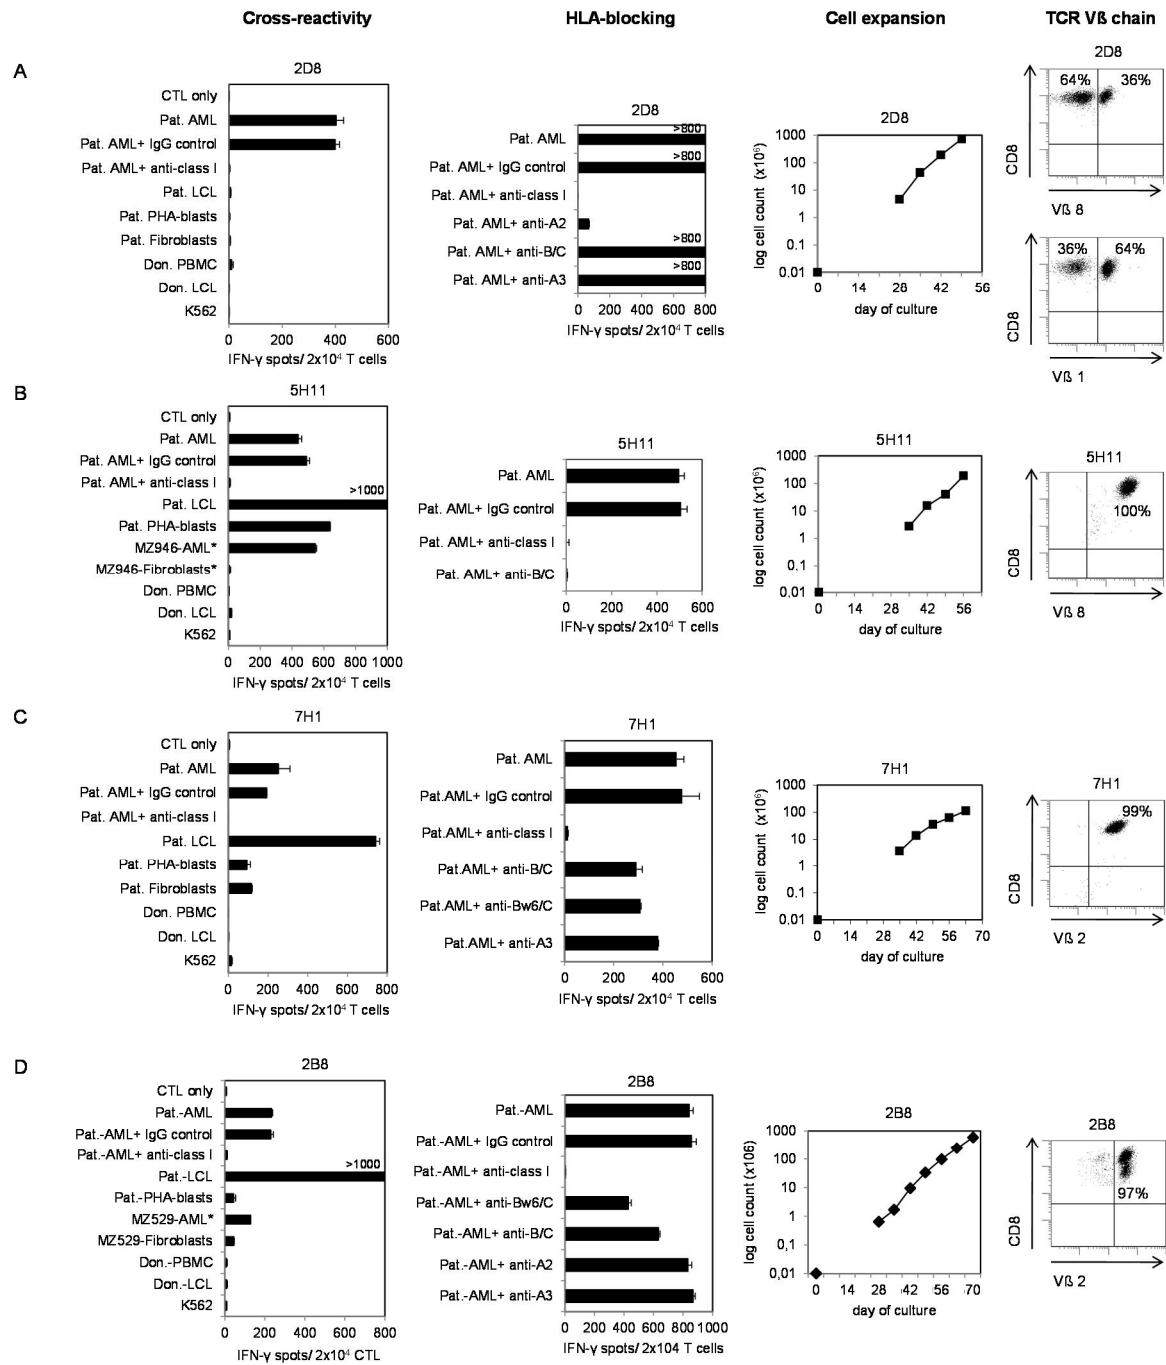 Cross-reactivity
HLA-blocking
Cell expansion
TCR Vß chain
A
2D8
CTL only
Pat. AML
Pat. AML+ IgG control
Pat. AML+ anti-class I
Pat. LCL
Pat. PHA-blasts
Pat. Fibroblasts
Don. PBMC
Don. LCL
K562
0 200 400 600
IFN-γ spots/ 2x10⁴ T cells
2D8
Pat. AML
>800
Pat. AML+ IgG control
>800
Pat. AML+ anti-class I
Pat. AML+ anti-A2
Pat. AML+ anti-B/C
>800
Pat. AML+ anti-A3
>800
0 200 400 600 800
IFN-γ spots/ 2x10⁴ T cells
2D8
log cell count (x10⁶)
1000
100
10
1
0.1
0.01
0 14 28 42 56
day of culture
2D8
64% 36%
CD8
Vß 8
36% 64%
CD8
Vß 1
B
5H11
CTL only
Pat. AML
Pat. AML+ IgG control
Pat. AML+ anti-class I
Pat. LCL
>1000
Pat. PHA-blasts
MZ946-AML*
MZ946-Fibroblasts*
Don. PBMC
Don. LCL
K562
0 200 400 600 800 1000
IFN-γ spots/ 2x10⁴ T cells
5H11
Pat. AML
Pat. AML+ IgG control
Pat. AML+ anti-class I
Pat. AML+ anti-B/C
0 200 400 600
IFN-γ spots/ 2x10⁴ T cells
5H11
log cell count (x10⁶)
1000
100
10
1
0.1
0.01
0 14 28 42 56
day of culture
5H11
100%
CD8
Vß 8
C
7H1
CTL only
Pat. AML
Pat. AML+ IgG control
Pat. AML+ anti-class I
Pat. LCL
Pat. PHA-blasts
Pat. Fibroblasts
Don. PBMC
Don. LCL
K562
0 200 400 600 800
IFN-γ spots/ 2x10⁴ T cells
7H1
Pat. AML
Pat.AML+ IgG control
Pat.AML+ anti-class I
Pat.AML+ anti-B/C
Pat.AML+ anti-Bw6/C
Pat.AML+ anti-A3
0 200 400 600
IFN-γ spots/ 2x10⁴ T cells
7H1
log cell count (x10⁶)
1000
100
10
1
0.1
0.01
0 14 28 42 56 70
day of culture
7H1
99%
CD8
Vß 2
D
2B8
CTL only
Pat.-AML
Pat.-AML+ IgG control
Pat.-AML+ anti-class I
>1000
Pat.-LCL
Pat.-PHA-blasts
MZ529-AML*
MZ529-Fibroblasts
Don.-PBMC
Don.-LCL
K562
0 200 400 600 800
IFN-γ spots/ 2x10⁴ CTL
2B8
Pat.-AML
Pat.-AML+ IgG control
Pat.-AML+ anti-class I
Pat.-AML+ anti-Bw6/C
Pat.-AML+ anti-B/C
Pat.-AML+ anti-A2
Pat.-AML+ anti-A3
0 200 400 600 800 1000
IFN-γ spots/ 2x104 T cells
2B8
log cell count (x106)
1000
100
10
1
0,1
0,01
0 14 28 42 56 70
day of culture
2B8
97%
CD8
Vß 2